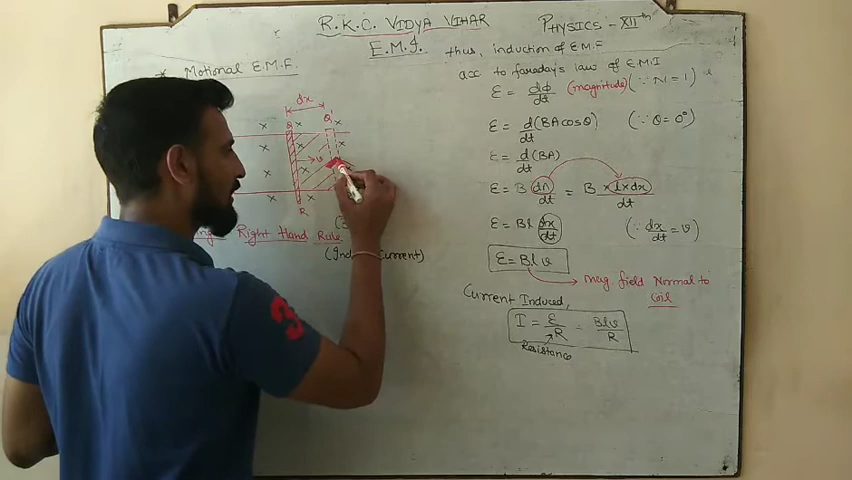 R.K.C. VIDYA VIHAR
PHYSICS - XIIth
E.M.I.
* Motional E.M.F.
dx
Q Q'
x x x
x x
x v x
x x x
R
Right Hand Rule
(Ind Current)
thus, induction of E.M.F
acc to faraday's law of E.M.I
ε = dϕ/dt (magnitude) (∵ N = 1)
ε = d/dt (BA cosθ) (∵ θ = 0°)
ε = d/dt (BA)
ε = B dA/dt = B × l × dx/dt
ε = Bl dx/dt (∵ dx/dt = v)
ε = Blv
mag. field Normal to
coil
Current Induced,
I = ε/R = Blv/R
Resistance
3